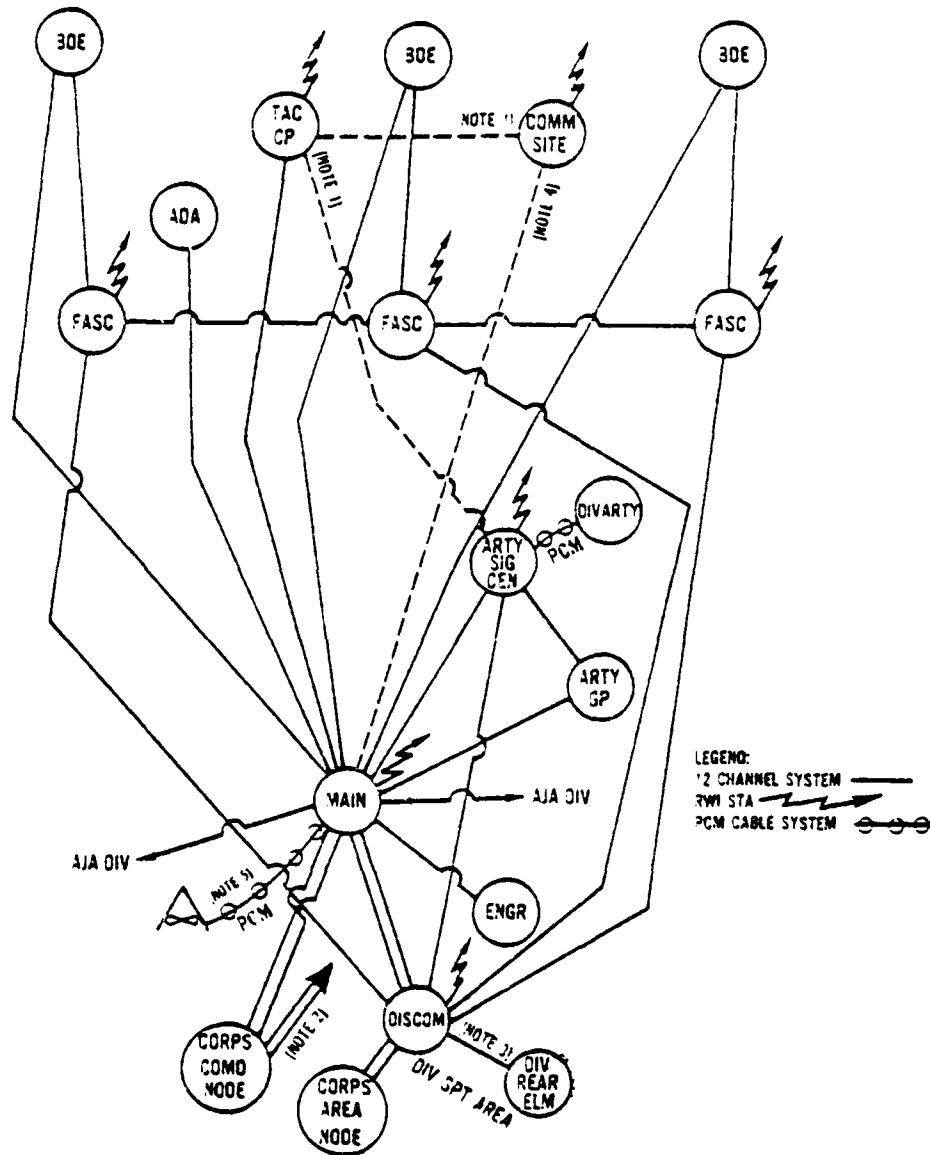 BDE
BDE
BDE
TAC
CP
NOTE 1)
COMM
SITE
(NOTE 1)
(NOTE 4)
ADA
FASC
FASC
FASC
DIVARTY
PCM
ARTY
SIG
CEN
ARTY
GP
LEGEND:
12 CHANNEL SYSTEM
RWI STA
PCM CABLE SYSTEM
MAIN
AJA DIV
AJA DIV
(NOTE 5)
PCM
ENGR
DISCOM
(NOTE 2)
(NOTE 3)
CORPS
COMD
NODE
CORPS
AREA
NODE
DIV SPT AREA
DIV
REAR
ELM